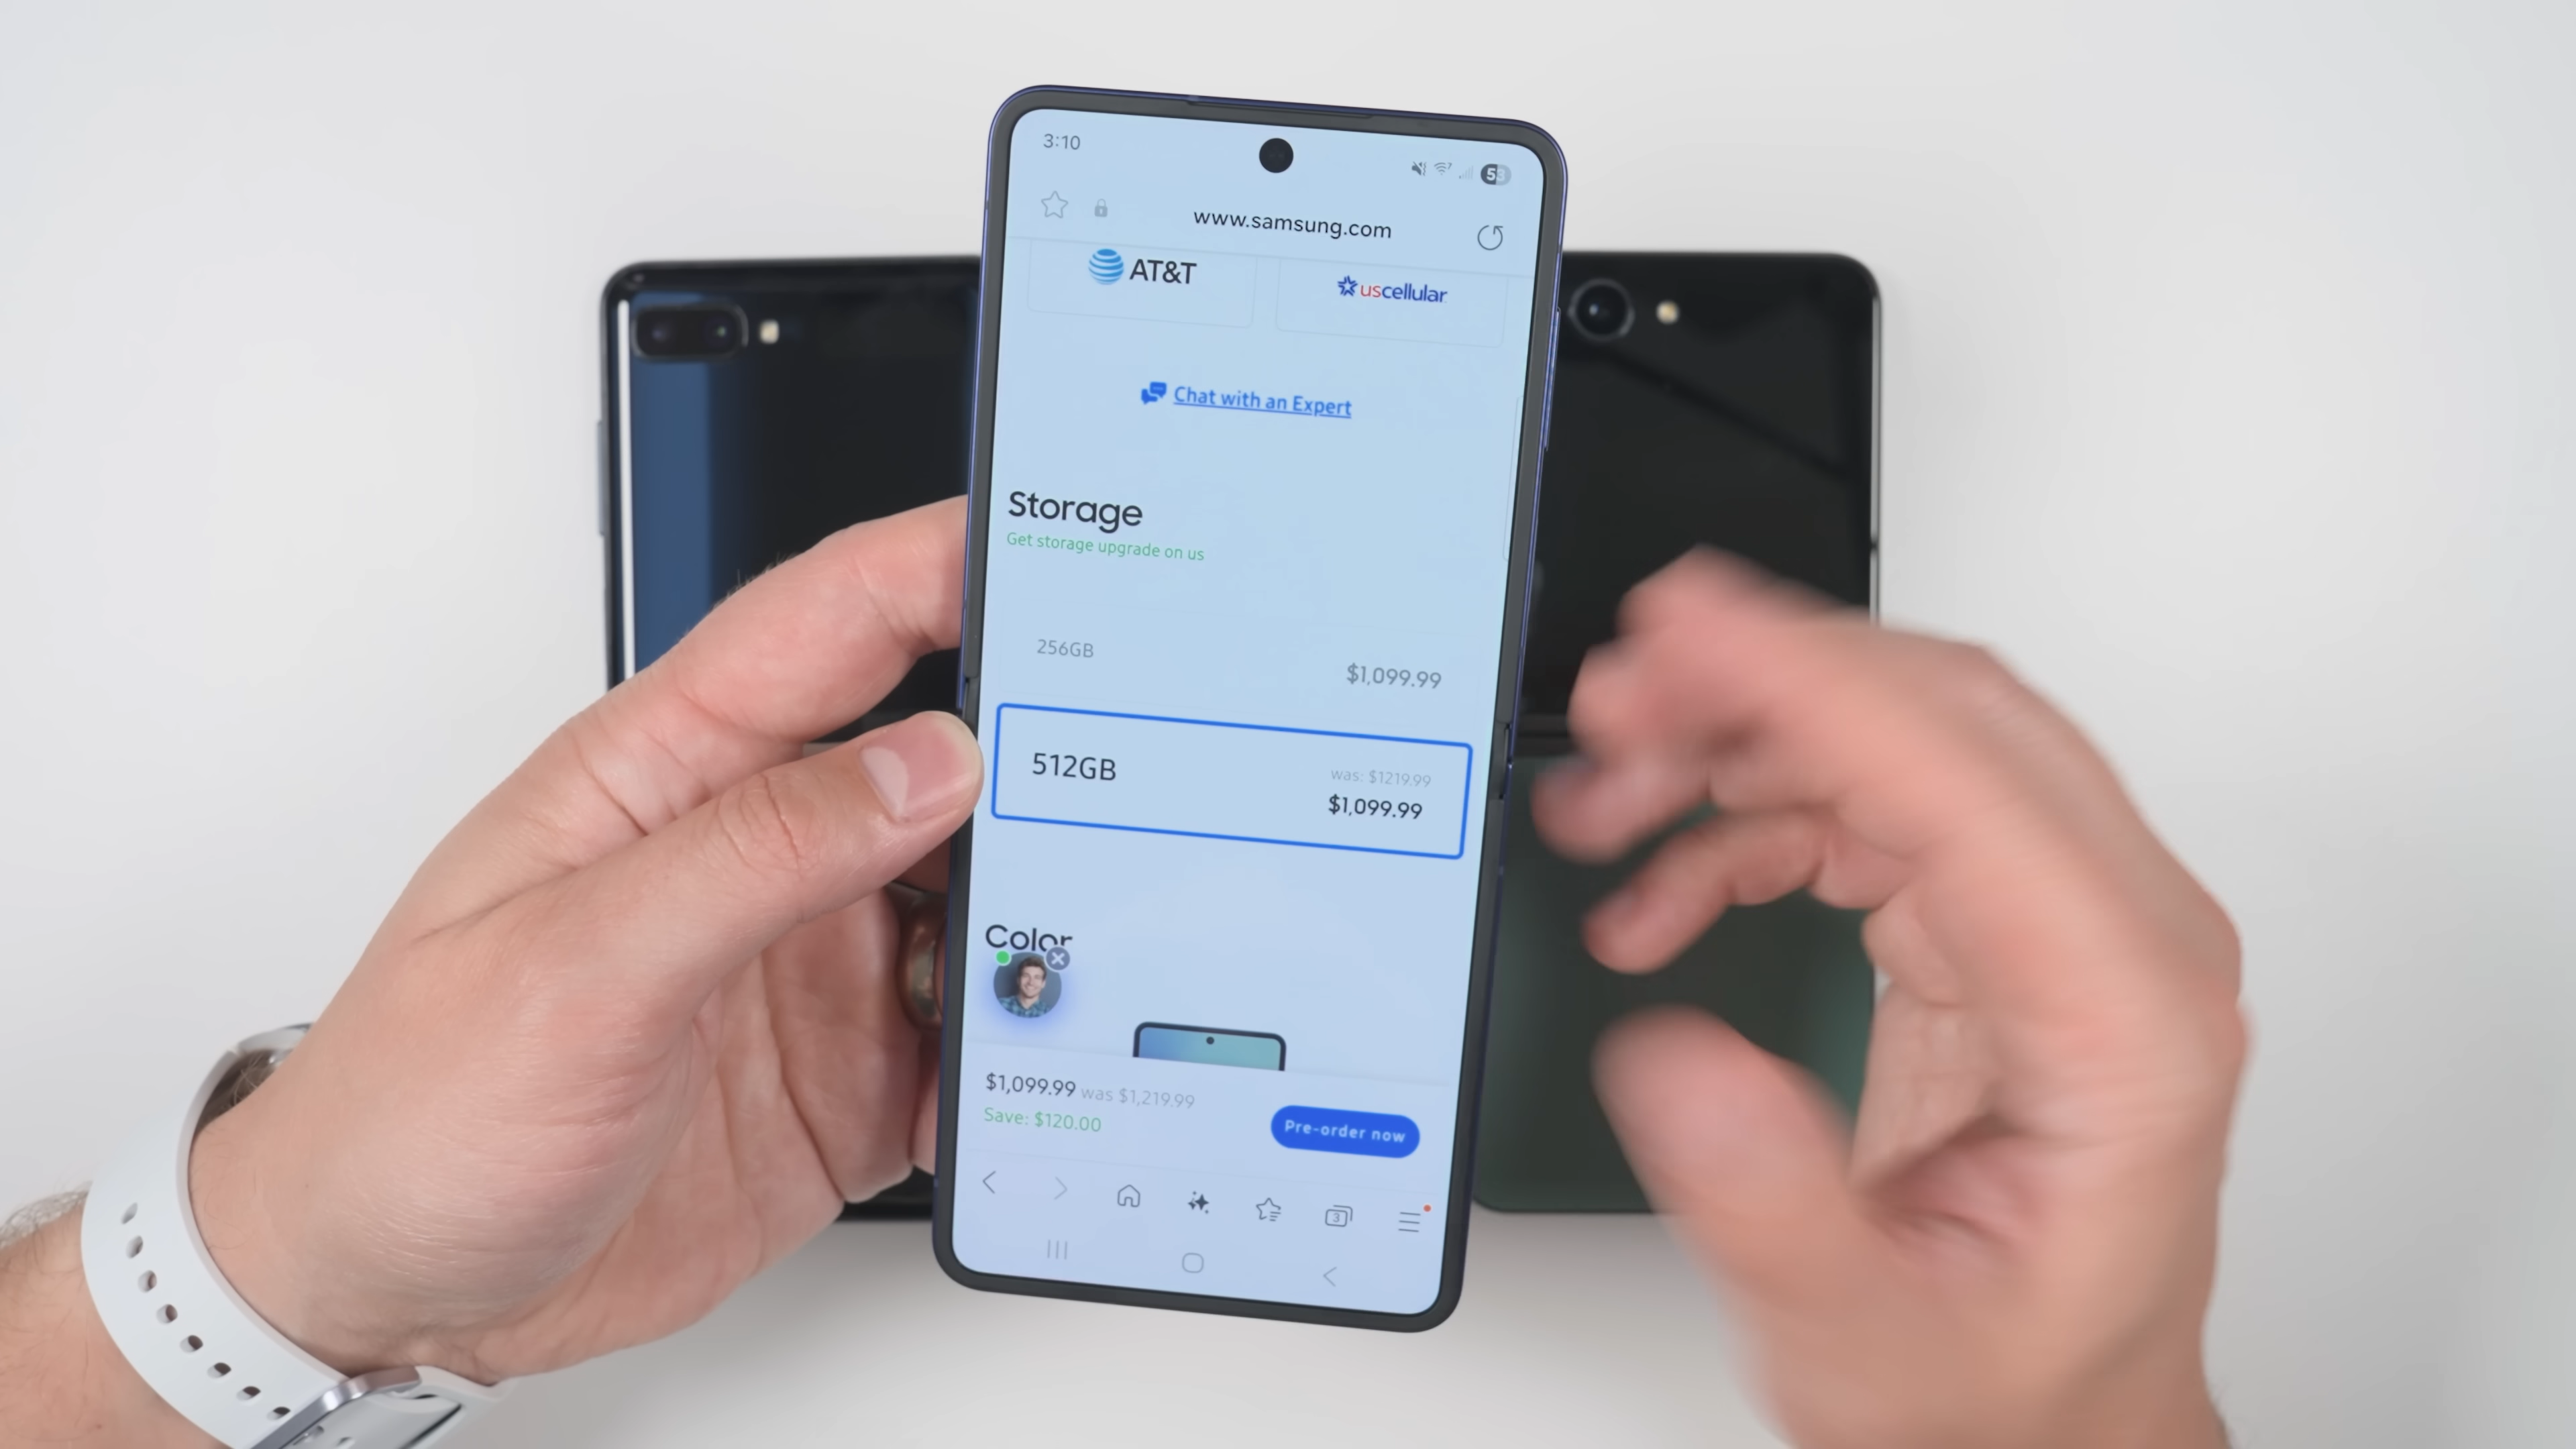 3:10
53
www.samsung.com
AT&T
uscellular
Chat with an Expert
Storage
Get storage upgrade on us
256GB
$1,099.99
512GB
was: $1219.99
$1,099.99
Color
$1,099.99 was $1,219.99
Save: $120.00
Pre-order now
3